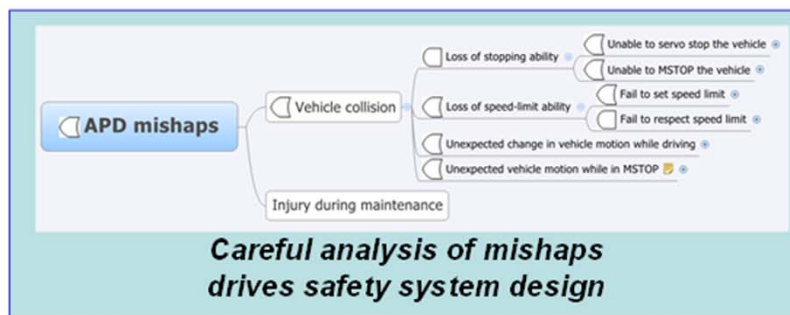 APD mishaps
Vehicle collision
Loss of stopping ability
Unable to servo stop the vehicle
Unable to MSTOP the vehicle
Loss of speed-limit ability
Fail to set speed limit
Fail to respect speed limit
Unexpected change in vehicle motion while driving
Unexpected vehicle motion while in MSTOP
Injury during maintenance
Careful analysis of mishaps
drives safety system design